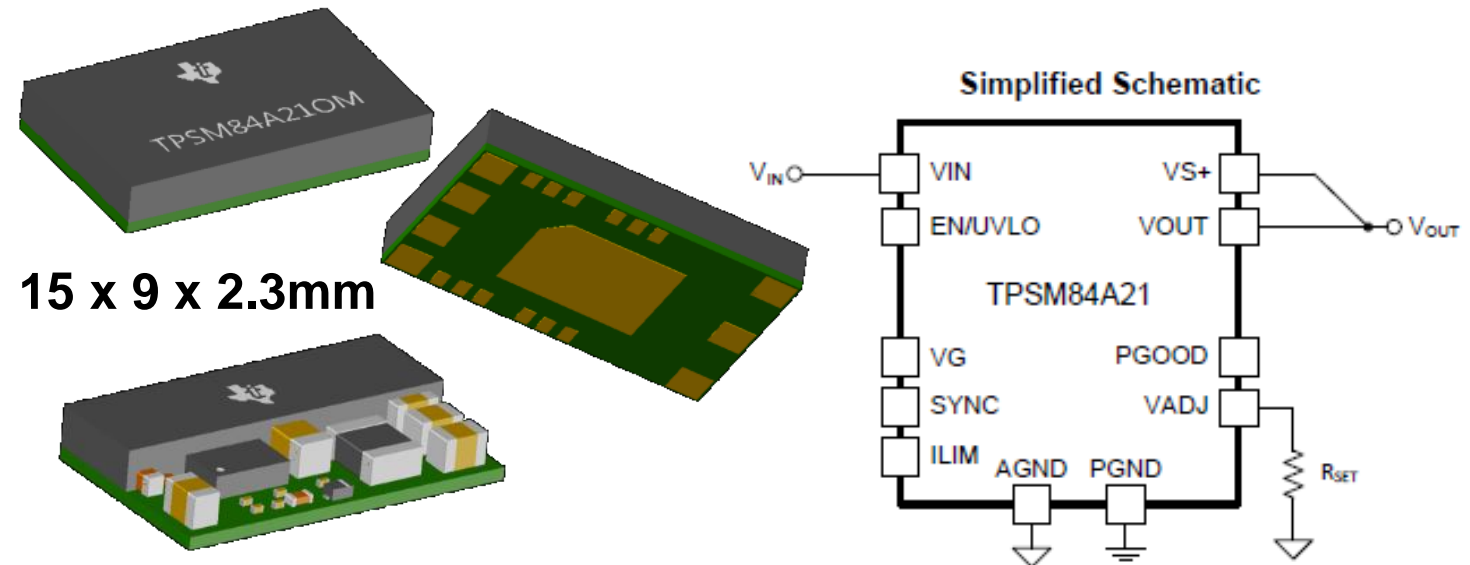 TPSM84A21OM
15 x 9 x 2.3mm
Simplified Schematic
VIN
VIN
VS+
EN/UVLO
VOUT
VOUT
TPSM84A21
VG
PGOOD
SYNC
VADJ
ILIM
AGND
PGND
RSET